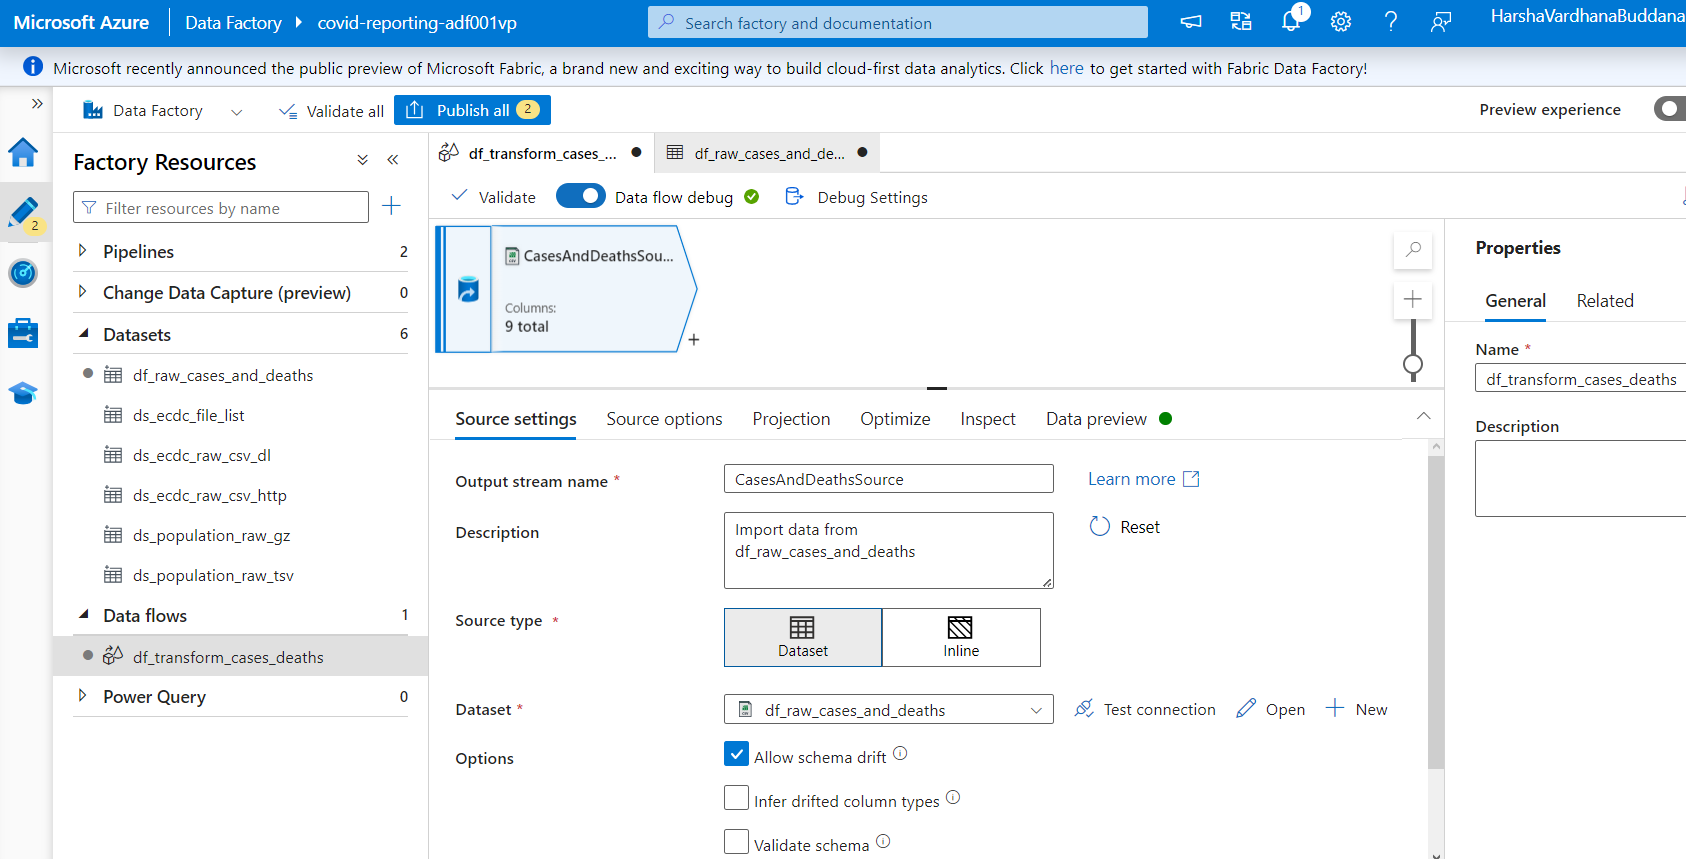 Microsoft Azure
Data Factory
covid-reporting-adf001vp
Search factory and documentation
1
HarshaVardhanaBuddana
Microsoft recently announced the public preview of Microsoft Fabric, a brand new and exciting way to build cloud-first data analytics. Click here to get started with Fabric Data Factory!
Data Factory
Validate all
Publish all 2
Preview experience
2
Factory Resources
Filter resources by name
Pipelines 2
Change Data Capture (preview) 0
Datasets 6
df_raw_cases_and_deaths
ds_ecdc_file_list
ds_ecdc_raw_csv_dl
ds_ecdc_raw_csv_http
ds_population_raw_gz
ds_population_raw_tsv
Data flows 1
df_transform_cases_deaths
Power Query 0
df_transform_cases_...
df_raw_cases_and_de...
Validate
Data flow debug
Debug Settings
CasesAndDeathsSou...
Columns:
9 total
Source settings
Source options
Projection
Optimize
Inspect
Data preview
Output stream name *
CasesAndDeathsSource
Learn more
Description
Import data from
df_raw_cases_and_deaths
Reset
Source type *
Dataset
Inline
Dataset *
df_raw_cases_and_deaths
Test connection
Open
New
Options
Allow schema drift
Infer drifted column types
Validate schema
Properties
General
Related
Name *
df_transform_cases_deaths
Description